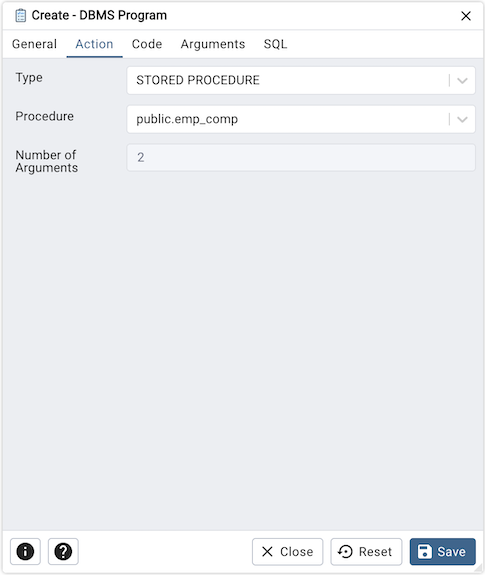 Create - DBMS Program
General Action Code Arguments SQL
Type STORED PROCEDURE
Procedure public.emp_comp
Number of
Arguments
2
Close Reset Save